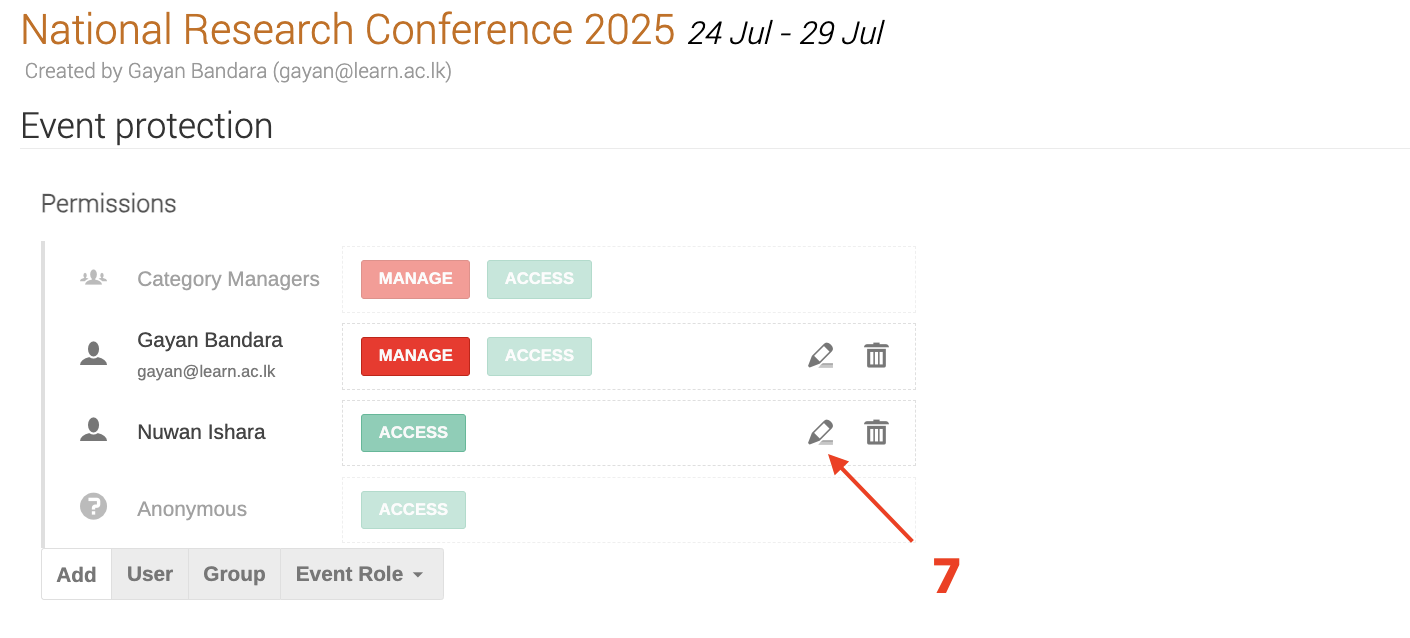 National Research Conference 2025 24 Jul - 29 Jul
Created by Gayan Bandara (gayan@learn.ac.lk)
Event protection
Permissions
Category Managers MANAGE ACCESS
Gayan Bandara
gayan@learn.ac.lk MANAGE ACCESS
Nuwan Ishara ACCESS
? Anonymous ACCESS
Add User Group Event Role
7